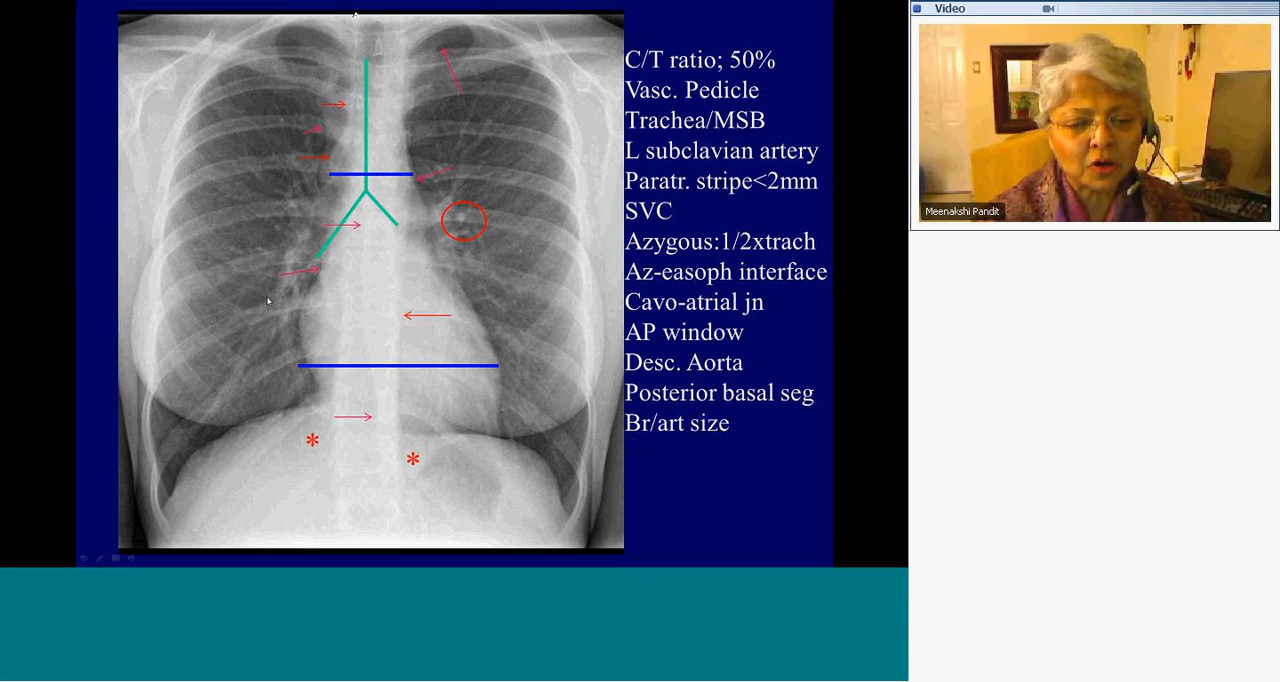 C/T ratio; 50%
Vasc. Pedicle
Trachea/MSB
L subclavian artery
Paratr. stripe<2mm
SVC
Azygous:1/2xtrach
Az-easoph interface
Cavo-atrial jn
AP window
Desc. Aorta
Posterior basal seg
Br/art size
*
*
Video
Meenakshi Pandit